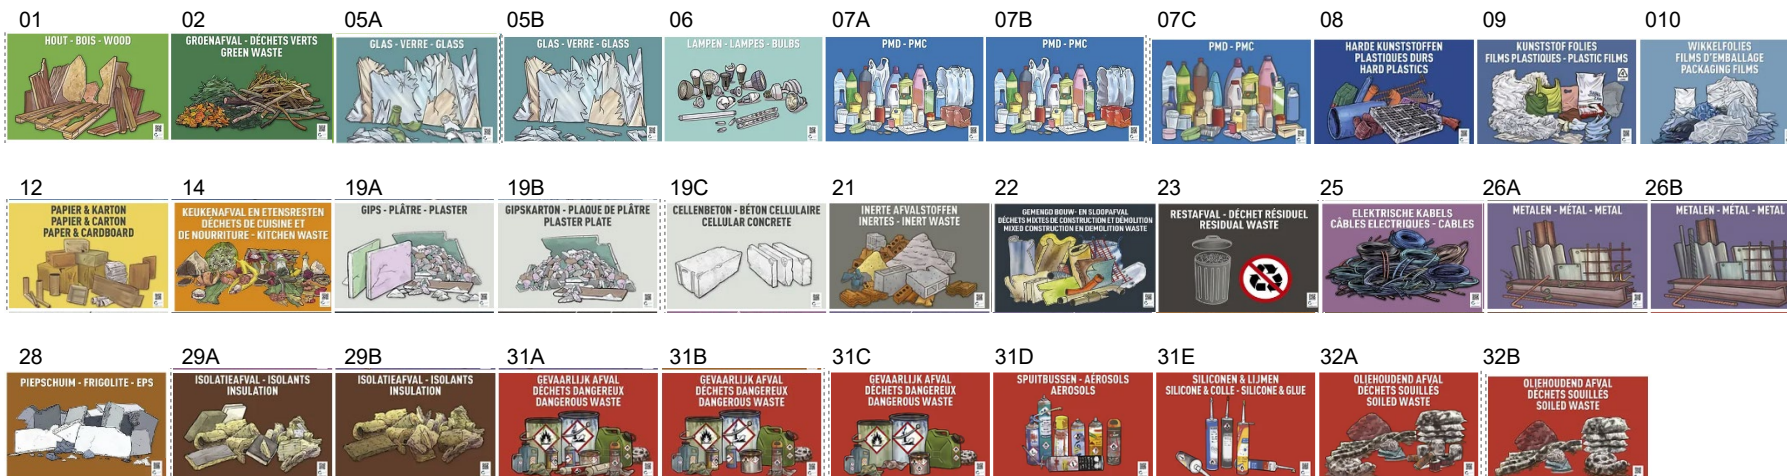 01 02 05A 05B 06 07A 07B 07C 08 09 010
HOUT - BOIS - WOOD
GROENAFVAL - DÉCHETS VERTS
GREEN WASTE
GLAS - VERRE - GLASS
GLAS - VERRE - GLASS
LAMPEN - LAMPES - BULBS
PMD - PMC
PMD - PMC
PMD - PMC
HARDE KUNSTSTOFFEN
PLASTIQUES DURS
HARD PLASTICS
KUNSTSTOF FOLIES
FILMS PLASTIQUES - PLASTIC FILMS
WIKKELFOLIES
FILMS D'EMBALLAGE
PACKAGING FILMS
12 14 19A 19B 19C 21 22 23 25 26A 26B
PAPIER & KARTON
PAPIER & CARTON
PAPER & CARDBOARD
KEUKENAFVAL EN ETENSRESTEN
DÉCHETS DE CUISINE ET
DE NOURRITURE - KITCHEN WASTE
GIPS - PLÂTRE - PLASTER
GIPSKARTON - PLAQUE DE PLÂTRE
PLASTER PLATE
CELLENBETON - BÉTON CELLULAIRE
CELLULAR CONCRETE
INERTE AFVALSTOFFEN
INERTES - INERT WASTE
GEMENGD BOUW- EN SLOOPAFVAL
DÉCHETS MIXTES DE CONSTRUCTION ET DÉMOLITION
MIXED CONSTRUCTION EN DEMOLITION WASTE
RESTAFVAL - DÉCHET RÉSIDUEL
RESIDUAL WASTE
ELEKTRISCHE KABELS
CÂBLES ELECTRIQUES - CABLES
METALEN - MÉTAL - METAL
METALEN - MÉTAL - METAL
28 29A 29B 31A 31B 31C 31D 31E 32A 32B
PIEPSCHUIM - FRIGOLITE - EPS
ISOLATIEAFVAL - ISOLANTS
INSULATION
ISOLATIEAFVAL - ISOLANTS
INSULATION
GEVAARLIJK AFVAL
DÉCHETS DANGEREUX
DANGEROUS WASTE
GEVAARLIJK AFVAL
DÉCHETS DANGEREUX
DANGEROUS WASTE
GEVAARLIJK AFVAL
DÉCHETS DANGEREUX
DANGEROUS WASTE
SPUITBUSSEN - AÉROSOLS
AEROSOLS
SILICONEN & LIJMEN
SILICONE & COLLE - SILICONE & GLUE
OLIEHOUDEND AFVAL
DÉCHETS SOUILLÉS
SOILED WASTE
OLIEHOUDEND AFVAL
DÉCHETS SOUILLÉS
SOILED WASTE